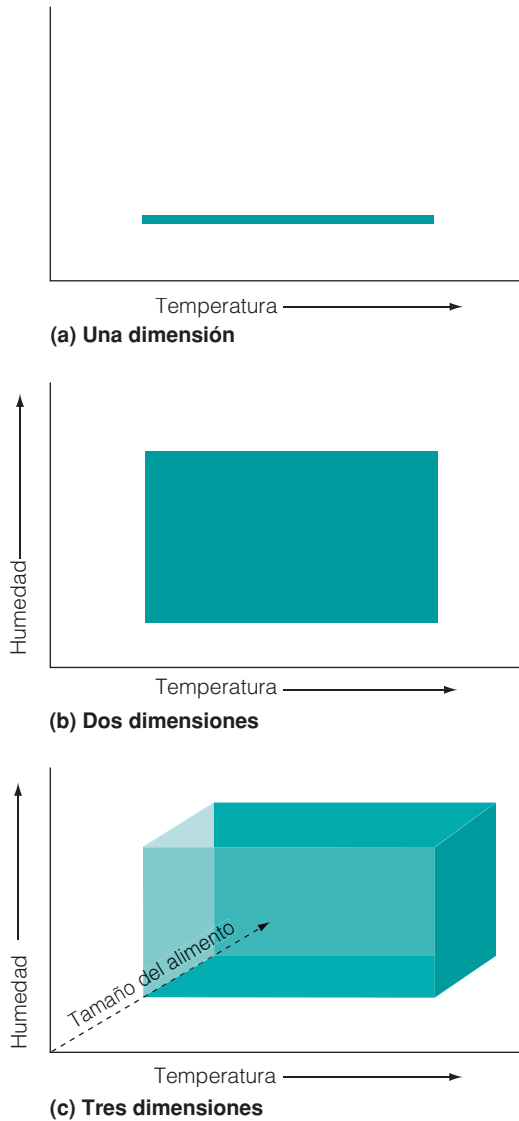 Temperatura
(a) Una dimensión
Humedad
Temperatura
(b) Dos dimensiones
Humedad
Tamaño del alimento
Temperatura
(c) Tres dimensiones